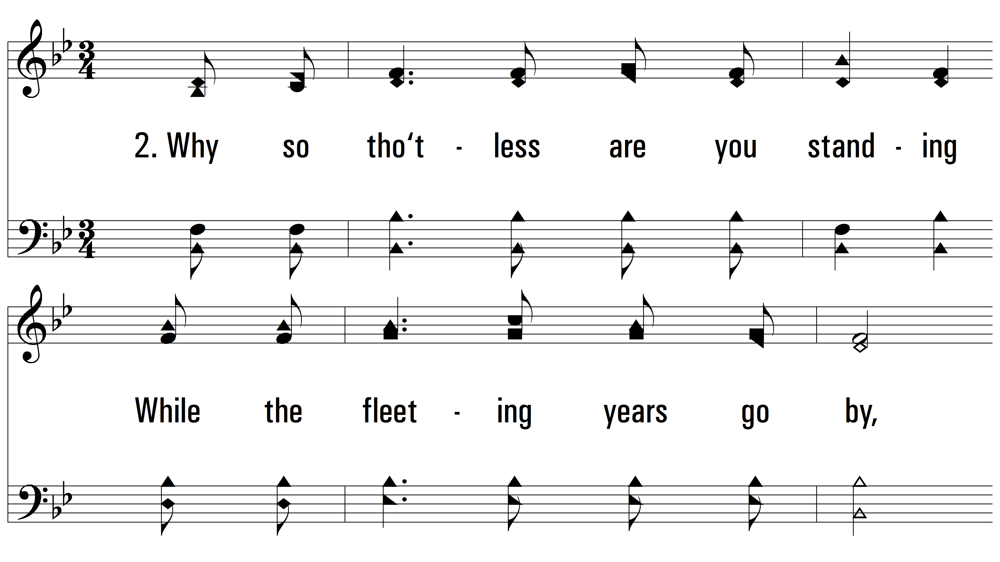 2. Why so tho‘t - less are you stand - ing
While the fleet - ing years go by,